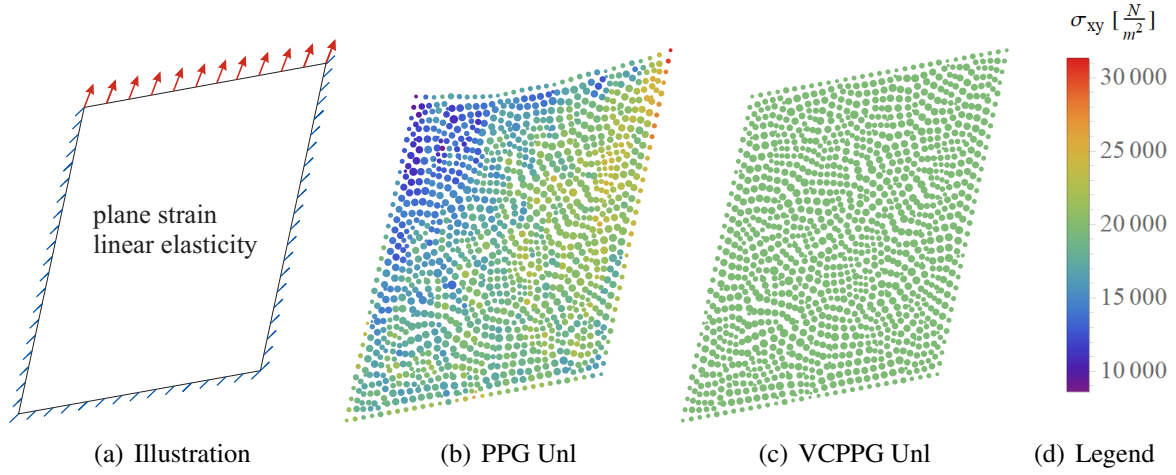 σxy [N/m²]
plane strain
linear elasticity
30 000
25 000
20 000
15 000
10 000
(a) Illustration
(b) PPG Unl
(c) VCPPG Unl
(d) Legend